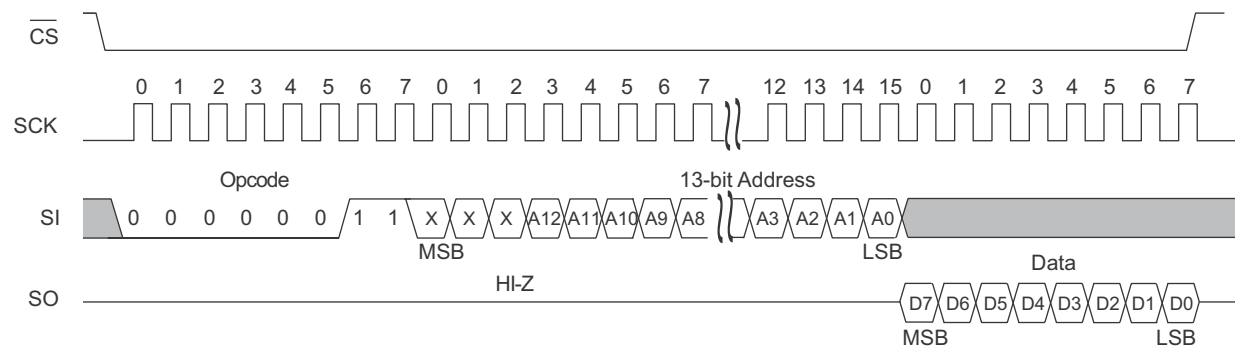 CS
0 1 2 3 4 5 6 7 0 1 2 3 4 5 6 7 12 13 14 15 0 1 2 3 4 5 6 7
SCK
Opcode 13-bit Address
SI 0 0 0 0 0 0 1 1 X X X A12 A11 A10 A9 A8 A3 A2 A1 A0
MSB LSB
HI-Z Data
SO D7 D6 D5 D4 D3 D2 D1 D0
MSB LSB